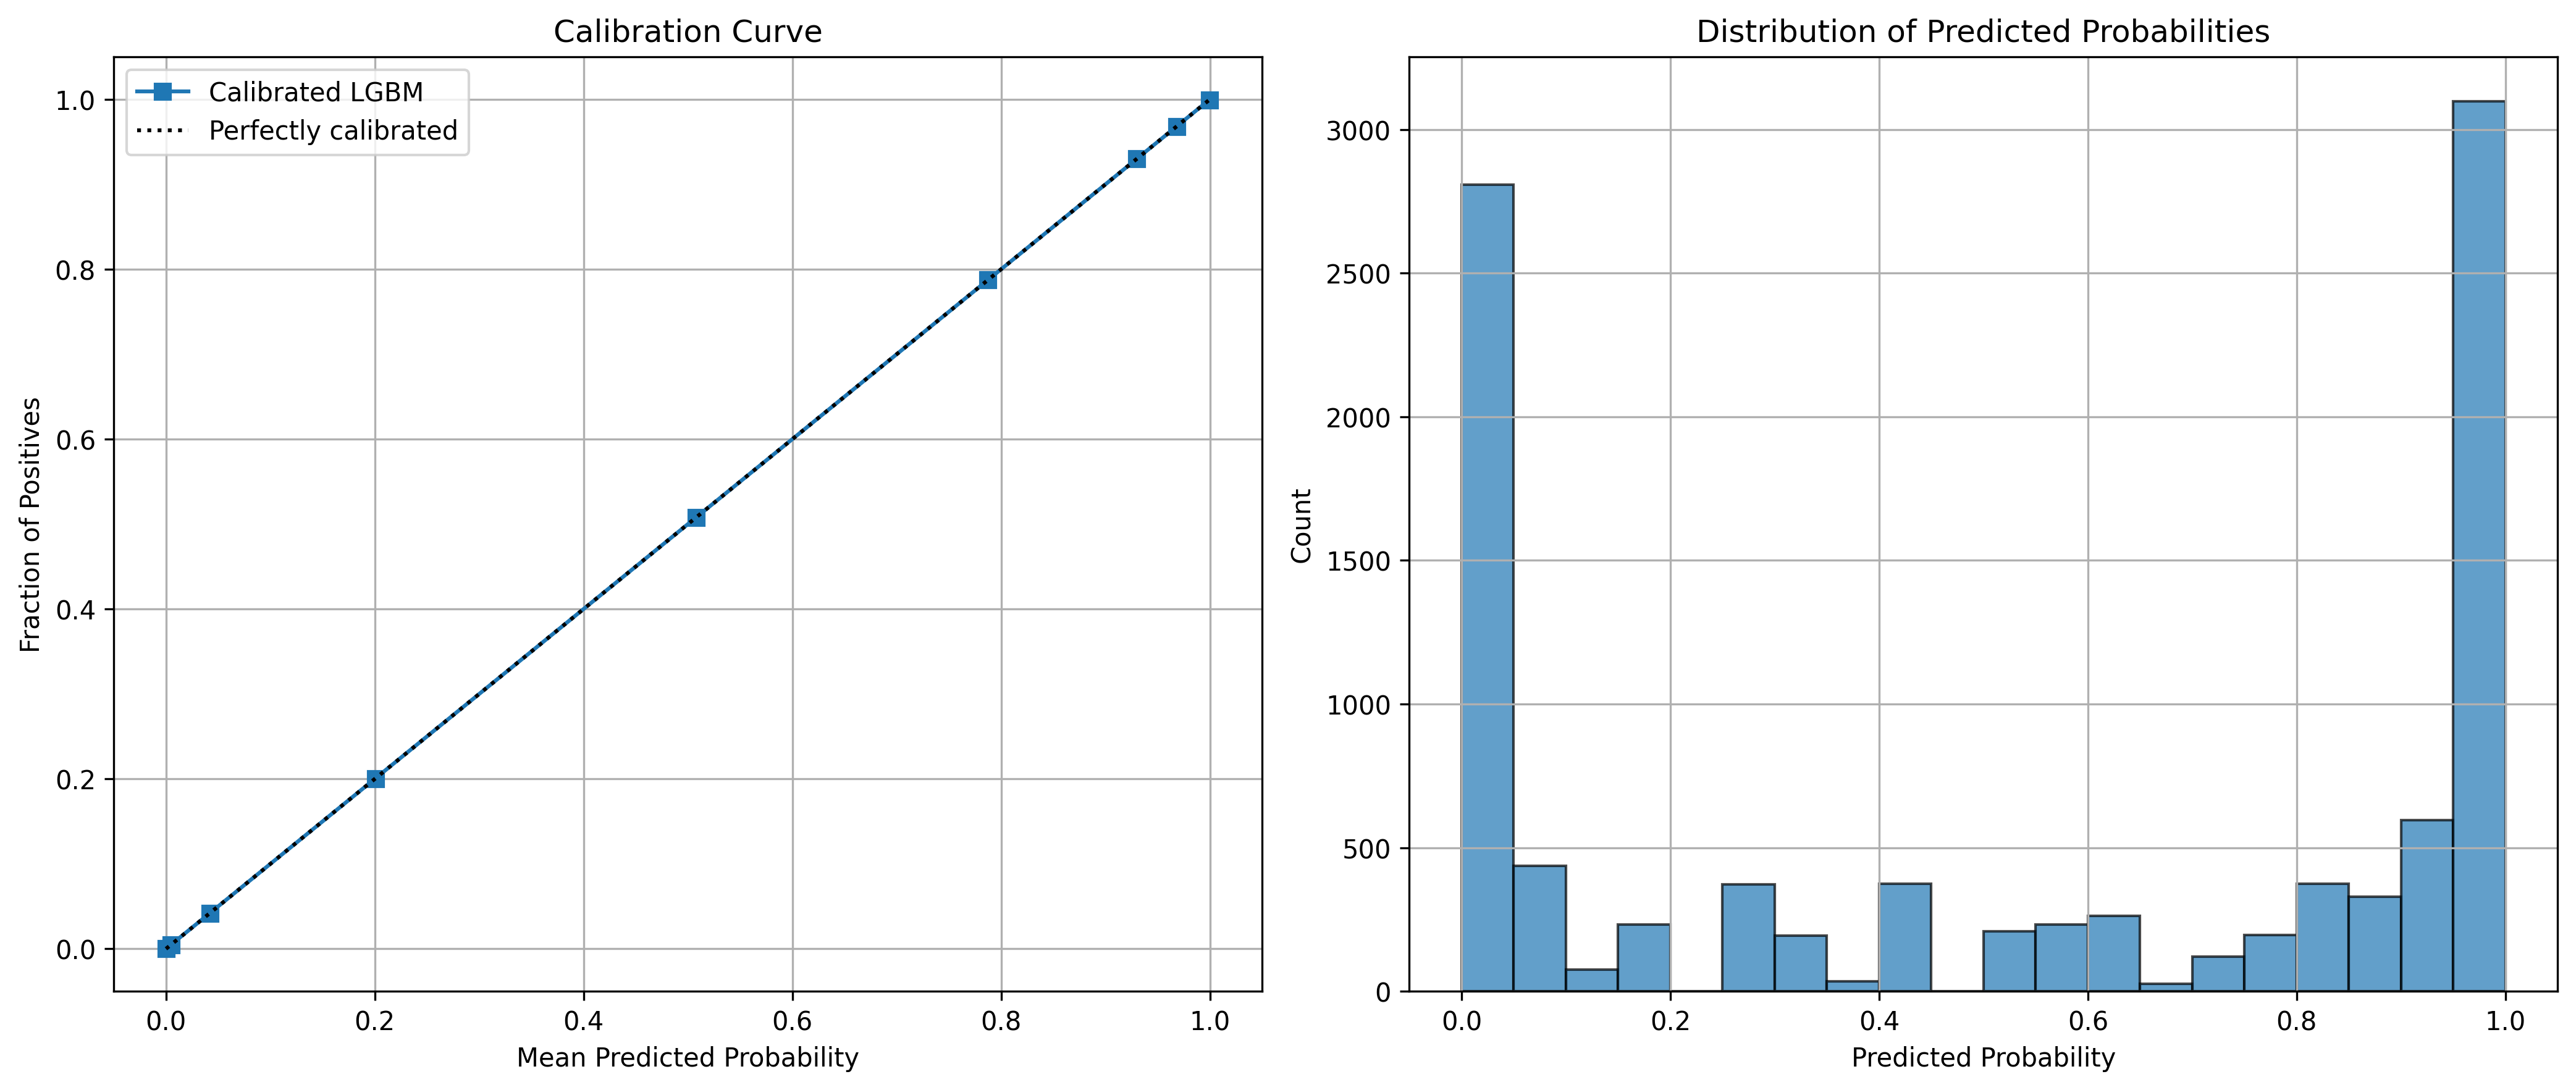 Calibration Curve
Calibrated LGBM
Perfectly calibrated
Fraction of Positives
1.0
0.8
0.6
0.4
0.2
0.0
0.0 0.2 0.4 0.6 0.8 1.0
Mean Predicted Probability
Distribution of Predicted Probabilities
Count
3000
2500
2000
1500
1000
500
0
0.0 0.2 0.4 0.6 0.8 1.0
Predicted Probability